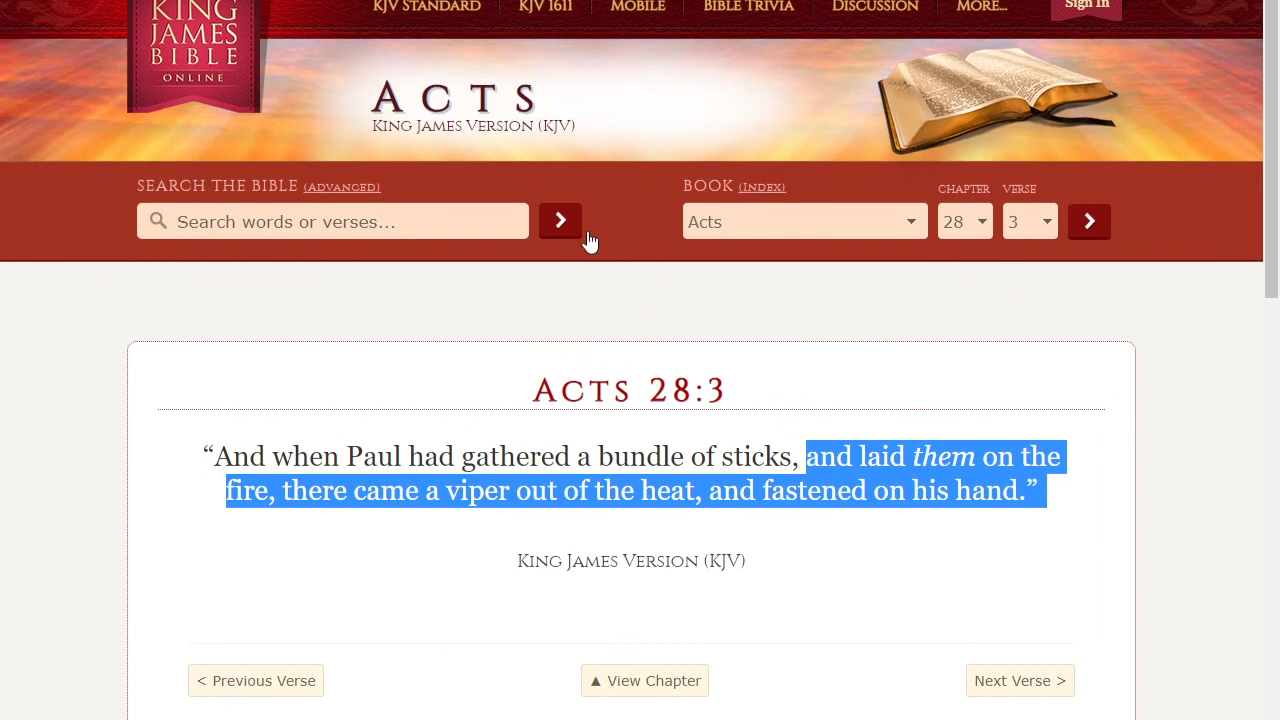 KING
JAMES
BIBLE
ONLINE
KJV STANDARD
KJV 1611
MOBILE
BIBLE TRIVIA
DISCUSSION
MORE...
Sign In
ACTS
KING JAMES VERSION (KJV)
SEARCH THE BIBLE (ADVANCED)
BOOK (INDEX)
CHAPTER
VERSE
Search words or verses...
Acts
28
3
ACTS 28:3
“And when Paul had gathered a bundle of sticks, and laid them on the
fire, there came a viper out of the heat, and fastened on his hand.”
KING JAMES VERSION (KJV)
< Previous Verse
▲ View Chapter
Next Verse >